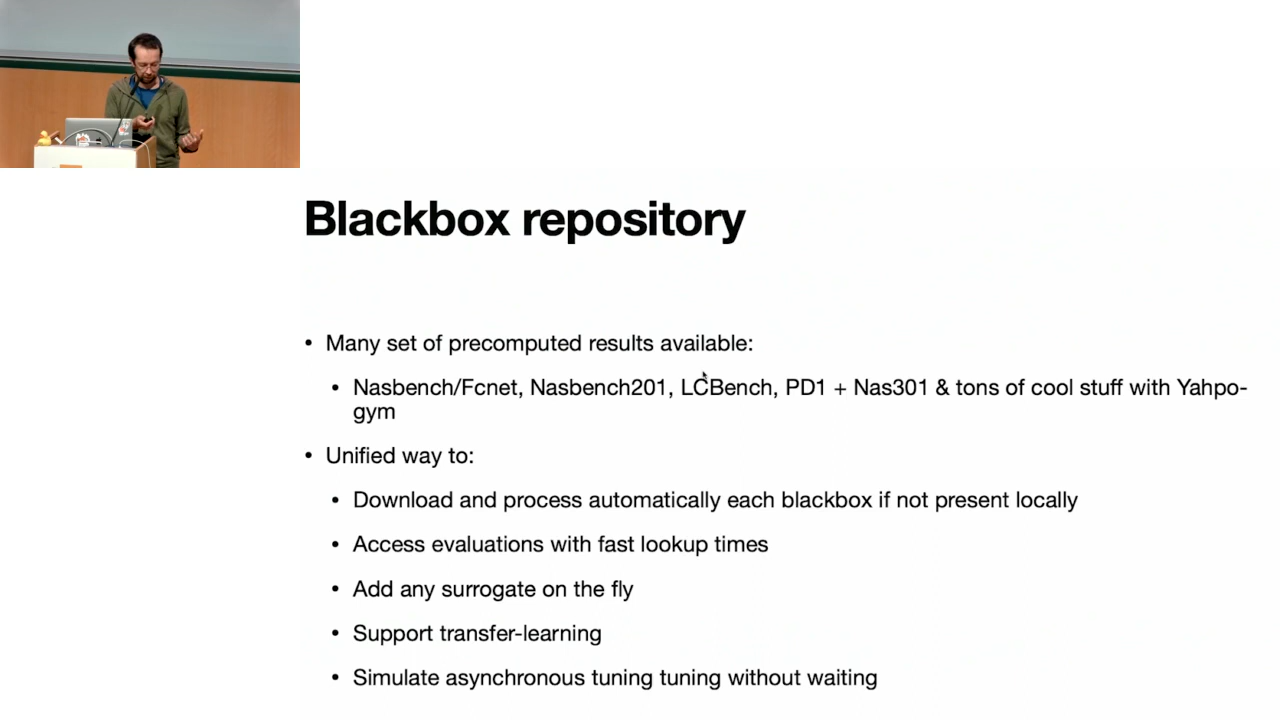 Blackbox repository
• Many set of precomputed results available:
• Nasbench/Fcnet, Nasbench201, LCBench, PD1 + Nas301 & tons of cool stuff with Yahpo-
gym
• Unified way to:
• Download and process automatically each blackbox if not present locally
• Access evaluations with fast lookup times
• Add any surrogate on the fly
• Support transfer-learning
• Simulate asynchronous tuning tuning without waiting